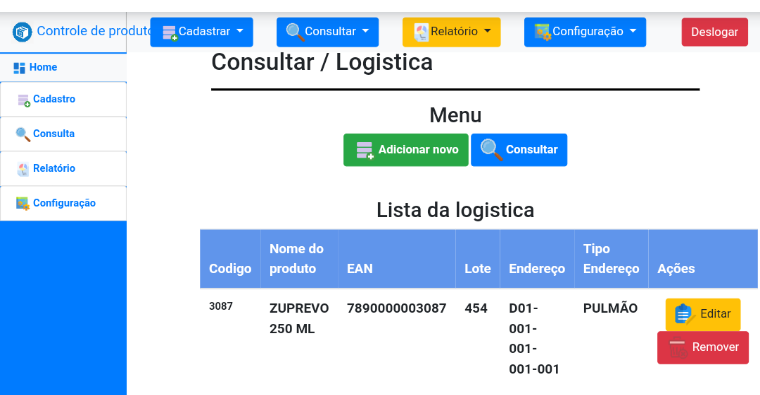 Controle de produto
Cadastrar
Consultar
Relatório
Configuração
Deslogar
Home
Cadastro
Consulta
Relatório
Configuração
Consultar / Logistica
Menu
Adicionar novo
Consultar
Lista da logistica
Codigo
Nome do
produto
EAN
Lote
Endereço
Tipo
Endereço
Ações
3087
ZUPREVO
250 ML
7890000003087
454
D01-
001-
001-
001-001
PULMÃO
Editar
Remover